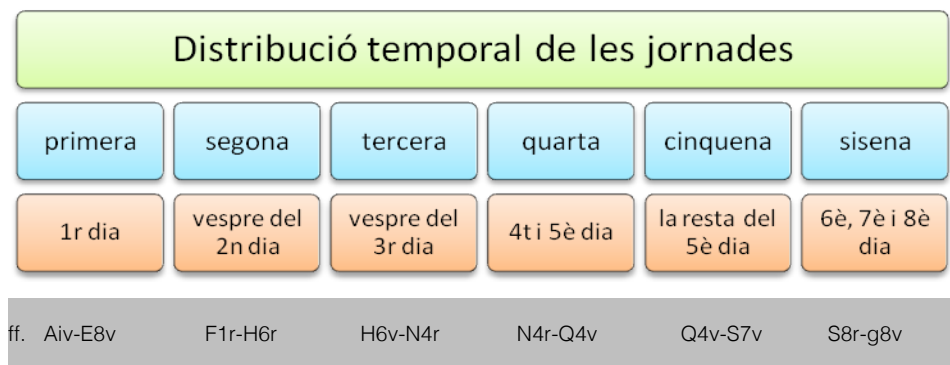 Distribució temporal de les jornades
primera
segona
tercera
quarta
cinquena
sisena
1r dia
vespre del
2n dia
vespre del
3r dia
4t i 5è dia
la resta del
5è dia
6è, 7è i 8è
dia
ff. Aiv-E8v F1r-H6r H6v-N4r N4r-Q4v Q4v-S7v S8r-g8v